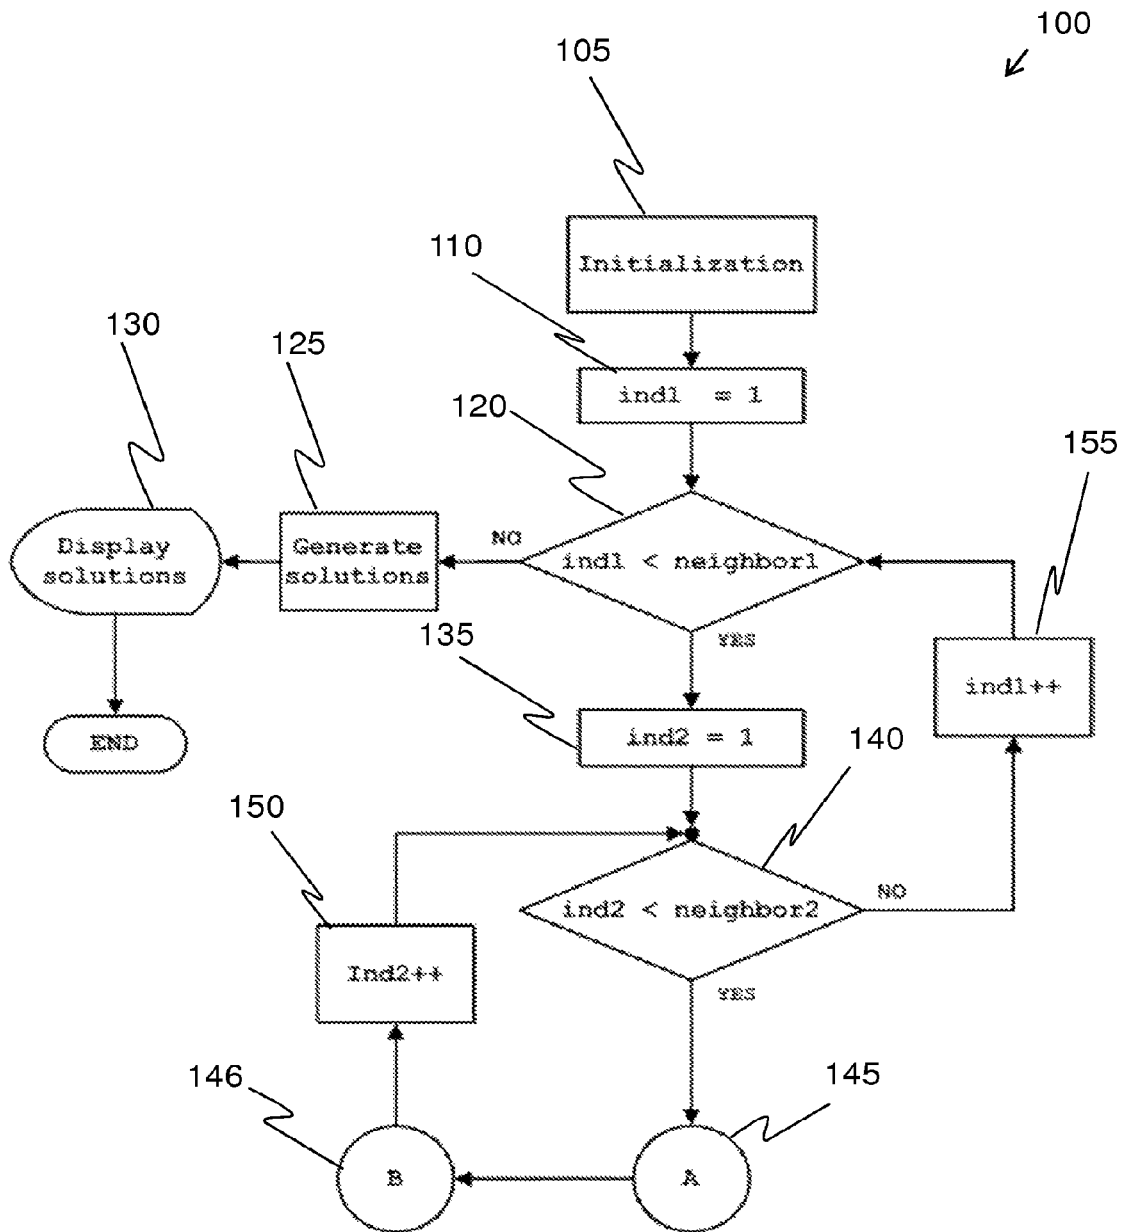 100
105
Initialization
110
ind1 = 1
130
125
120
155
Display
solutions
Generate
solutions
NO
ind1 < neighbor1
YES
135
ind1++
END
ind2 = 1
140
150
ind2 < neighbor2
NO
Ind2++
YES
146
145
B
A